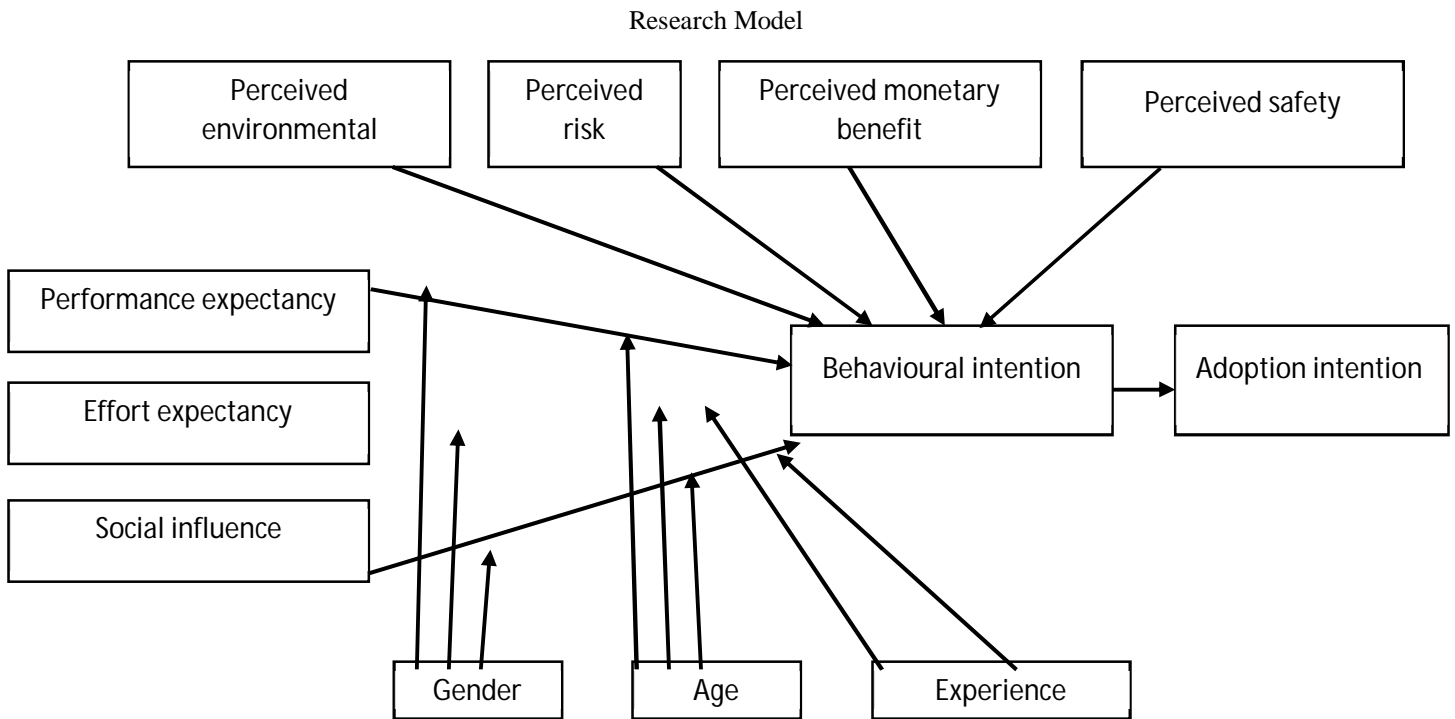 Research Model
Perceived
environmental
Perceived
risk
Perceived monetary
benefit
Perceived safety
Performance expectancy
Behavioural intention
Adoption intention
Effort expectancy
Social influence
Gender
Age
Experience